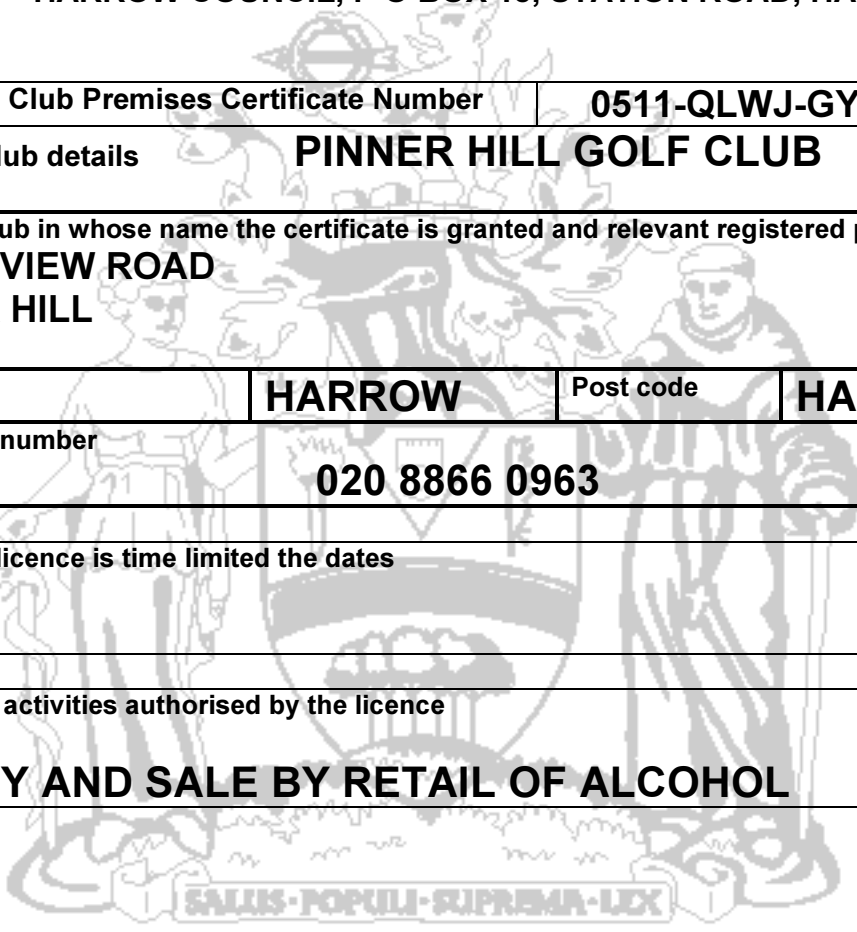 HARROW COUNCIL, P O BOX 18, STATION ROAD, HA
Club Premises Certificate Number 0511-QLWJ-GY
lub details PINNER HILL GOLF CLUB
ub in whose name the certificate is granted and relevant registered p
VIEW ROAD
HILL
HARROW Post code HA
number
020 8866 0963
licence is time limited the dates
activities authorised by the licence
Y AND SALE BY RETAIL OF ALCOHOL
SALUS·POPULI·SUPREMA·LEX